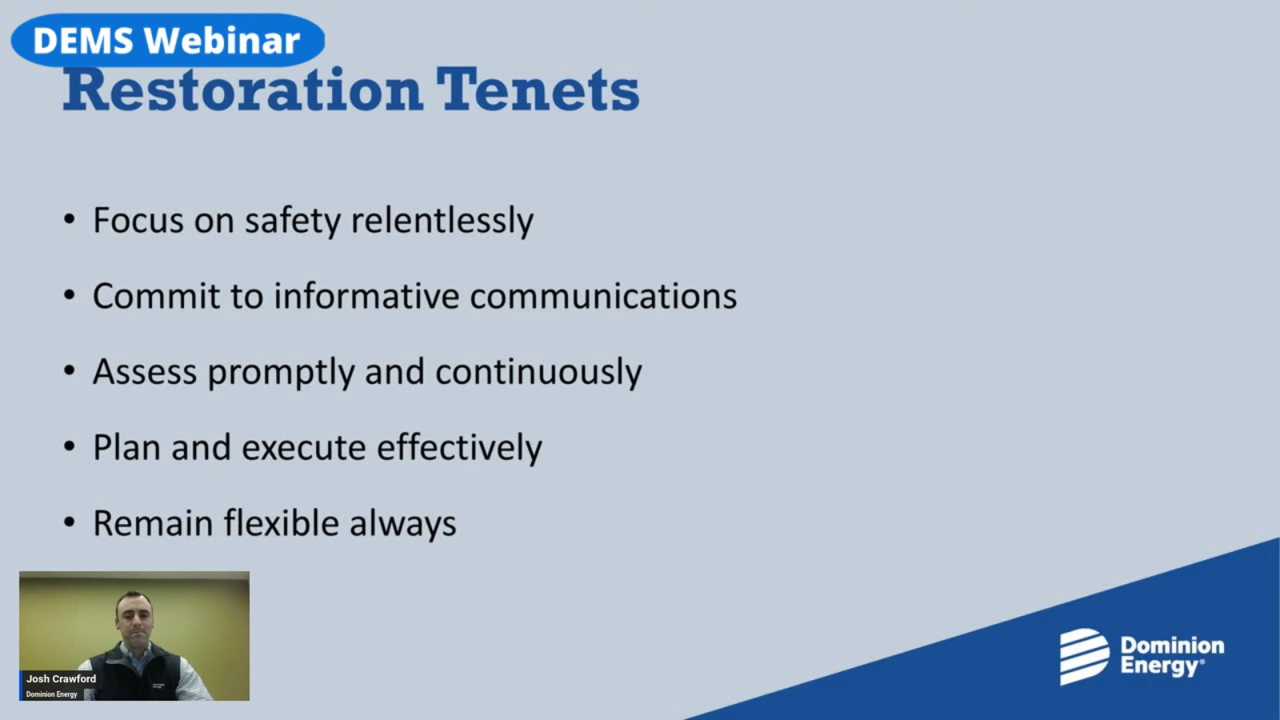 DEMS Webinar
Restoration Tenets
• Focus on safety relentlessly
• Commit to informative communications
• Assess promptly and continuously
• Plan and execute effectively
• Remain flexible always
Josh Crawford
Dominion Energy
Dominion
Energy®